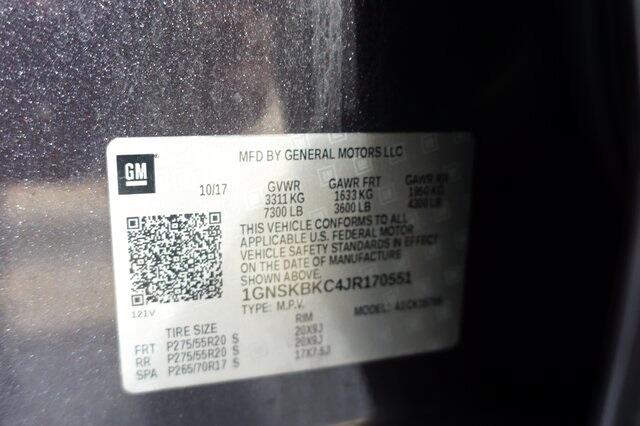 GM
MFD BY GENERAL MOTORS LLC
10/17 GVWR GAWR FRT GAWR RR
3311 KG 1633 KG 1950 KG
7300 LB 3600 LB 4300 LB
THIS VEHICLE CONFORMS TO ALL
APPLICABLE U.S. FEDERAL MOTOR
VEHICLE SAFETY STANDARDS IN EFFECT
ON THE DATE OF MANUFACTURE
SHOWN ABOVE.
1GNSKBKC4JR170551
121V
TYPE: M.P.V. MODEL:
TIRE SIZE RIM
FRT P275/55R20 S 20X9J
RR P275/55R20 S 20X9J
SPA P265/70R17 S 17X7.5J